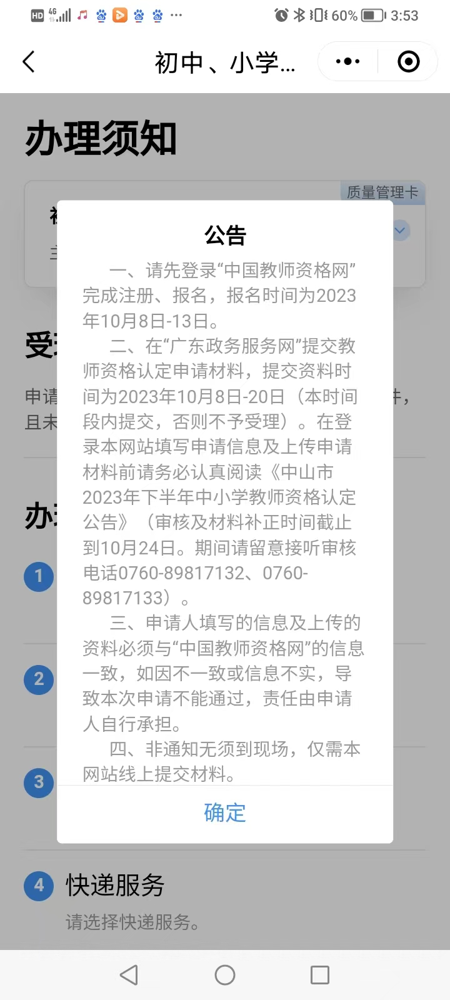 HD 4G 60% 3:53
初中、小学...
办理须知
质量管理卡
公告
一、请先登录“中国教师资格网”
完成注册、报名，报名时间为2023
年10月8日-13日。
受
二、在“广东政务服务网”提交教
师资格认定申请材料，提交资料时
申请
间为2023年10月8日-20日（本时间
件，
且未
段内提交，否则不予受理）。在登
录本网站填写申请信息及上传申请
材料前请务必认真阅读《中山市
2023年下半年中小学教师资格认定
办
公告》（审核及材料补正时间截止
到10月24日。期间请留意接听审核
1
电话0760-89817132、0760-
89817133）。
三、申请人填写的信息及上传的
资料必须与“中国教师资格网”的信息
一致，如因不一致或信息不实，导
2
致本次申请不能通过，责任由申请
人自行承担。
四、非通知无须到现场，仅需本
网站线上提交材料。
3
确定
4 快递服务
请选择快递服务。